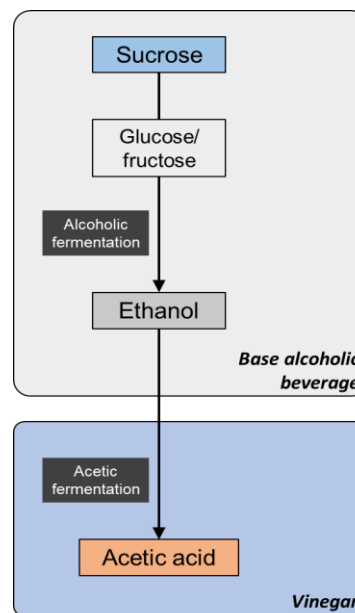 Sucrose
Glucose/
fructose
Alcoholic
fermentation
Ethanol
Base alcoholic
beverage
Acetic
fermentation
Acetic acid
Vinegar